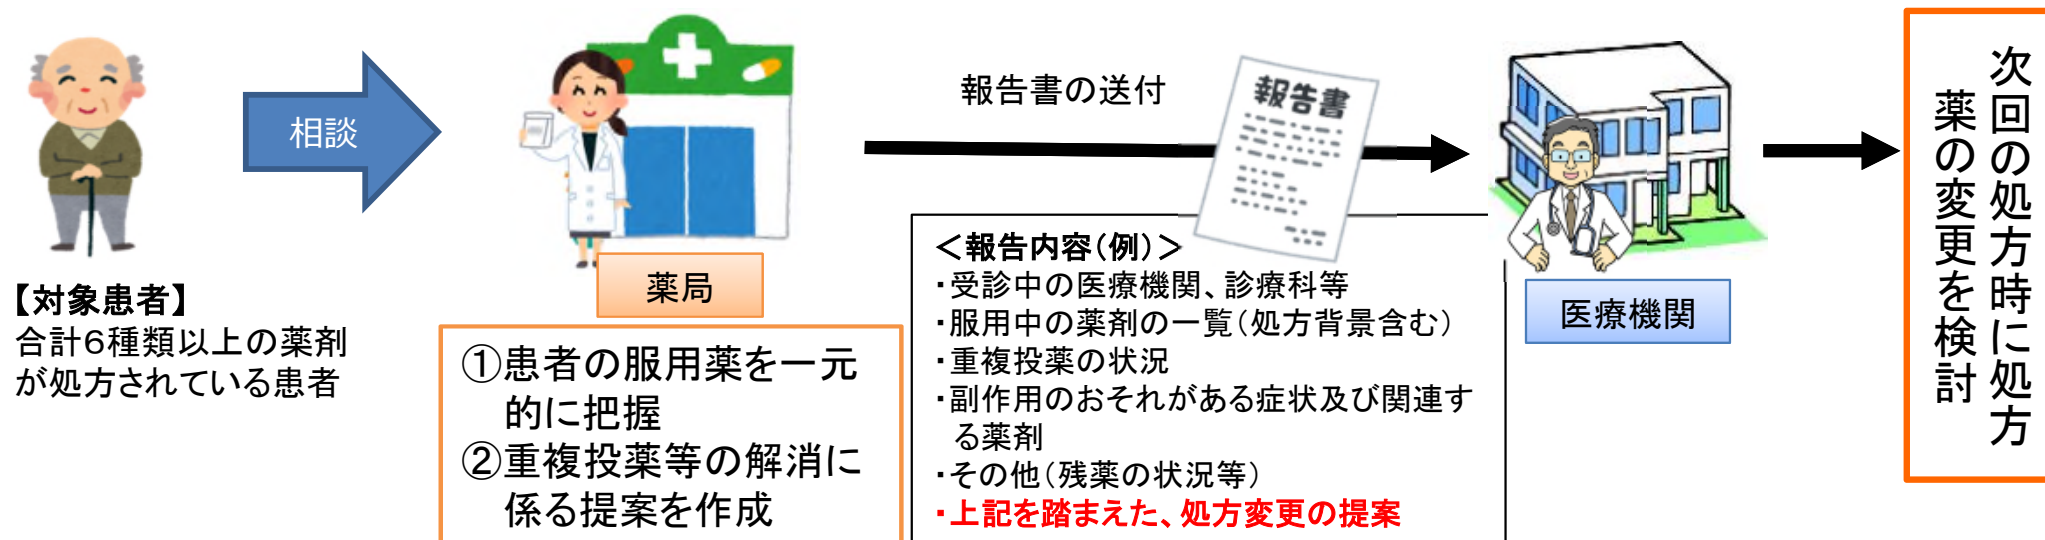 相談
【対象患者】
合計6種類以上の薬剤
が処方されている患者
薬局
①患者の服用薬を一元
的に把握
②重複投薬等の解消に
係る提案を作成
報告書の送付
報告書
＜報告内容（例）＞
・受診中の医療機関、診療科等
・服用中の薬剤の一覧（処方背景含む）
・重複投薬の状況
・副作用のおそれがある症状及び関連す
る薬剤
・その他（残薬の状況等）
・上記を踏まえた、処方変更の提案
医療機関
次回の処方時に処方
薬の変更を検討